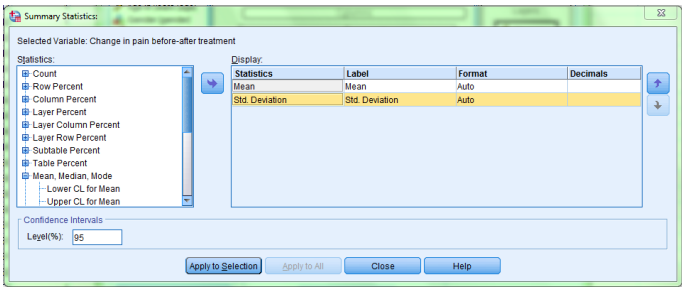 Summary Statistics:
Selected Variable: Change in pain before-after treatment
Statistics:
Display:
Count
Row Percent
Column Percent
Layer Percent
Layer Column Percent
Layer Row Percent
Subtable Percent
Table Percent
Mean, Median, Mode
Lower CL for Mean
Upper CL for Mean
Statistics Label Format Decimals
Mean Mean Auto
Std. Deviation Std. Deviation Auto
Confidence Intervals
Level(%): 95
Apply to Selection Apply to All Close Help